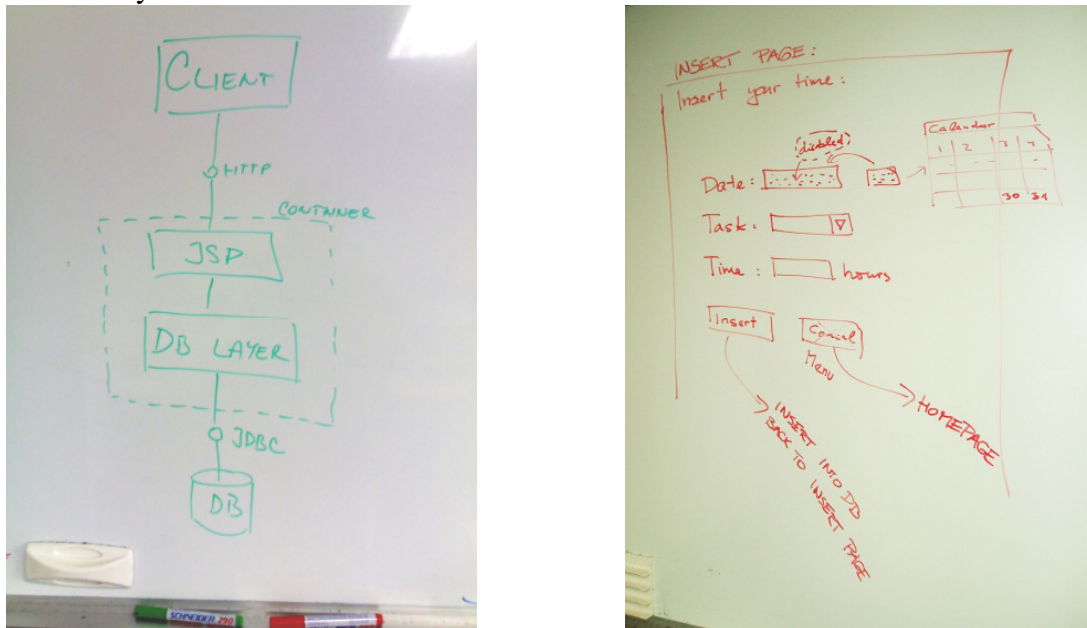 CLIENT
HTTP
CONTAINER
JSP
DB LAYER
JDBC
DB
SCHNEIDER 290
INSERT PAGE:
Insert your time:
disabled
Calendar
1 2 3 4
30 31
Date:
Task:
Time: hours
Insert
Cancel
Menu
INSERT INTO DB
BACK TO INSERT PAGE
HOMEPAGE